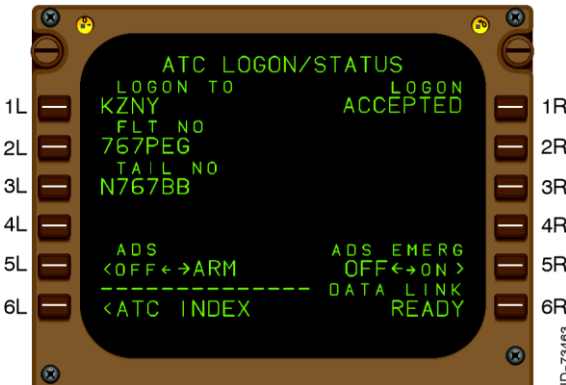 ATC LOGON/STATUS
LOGON TO LOGON
1L KZNY ACCEPTED 1R
FLT NO
2L 767PEG 2R
TAIL NO
3L N767BB 3R
4L 4R
ADS ADS EMERG
5L <OFF←→ARM OFF←→ON> 5R
-------------- DATA LINK
6L <ATC INDEX READY 6R